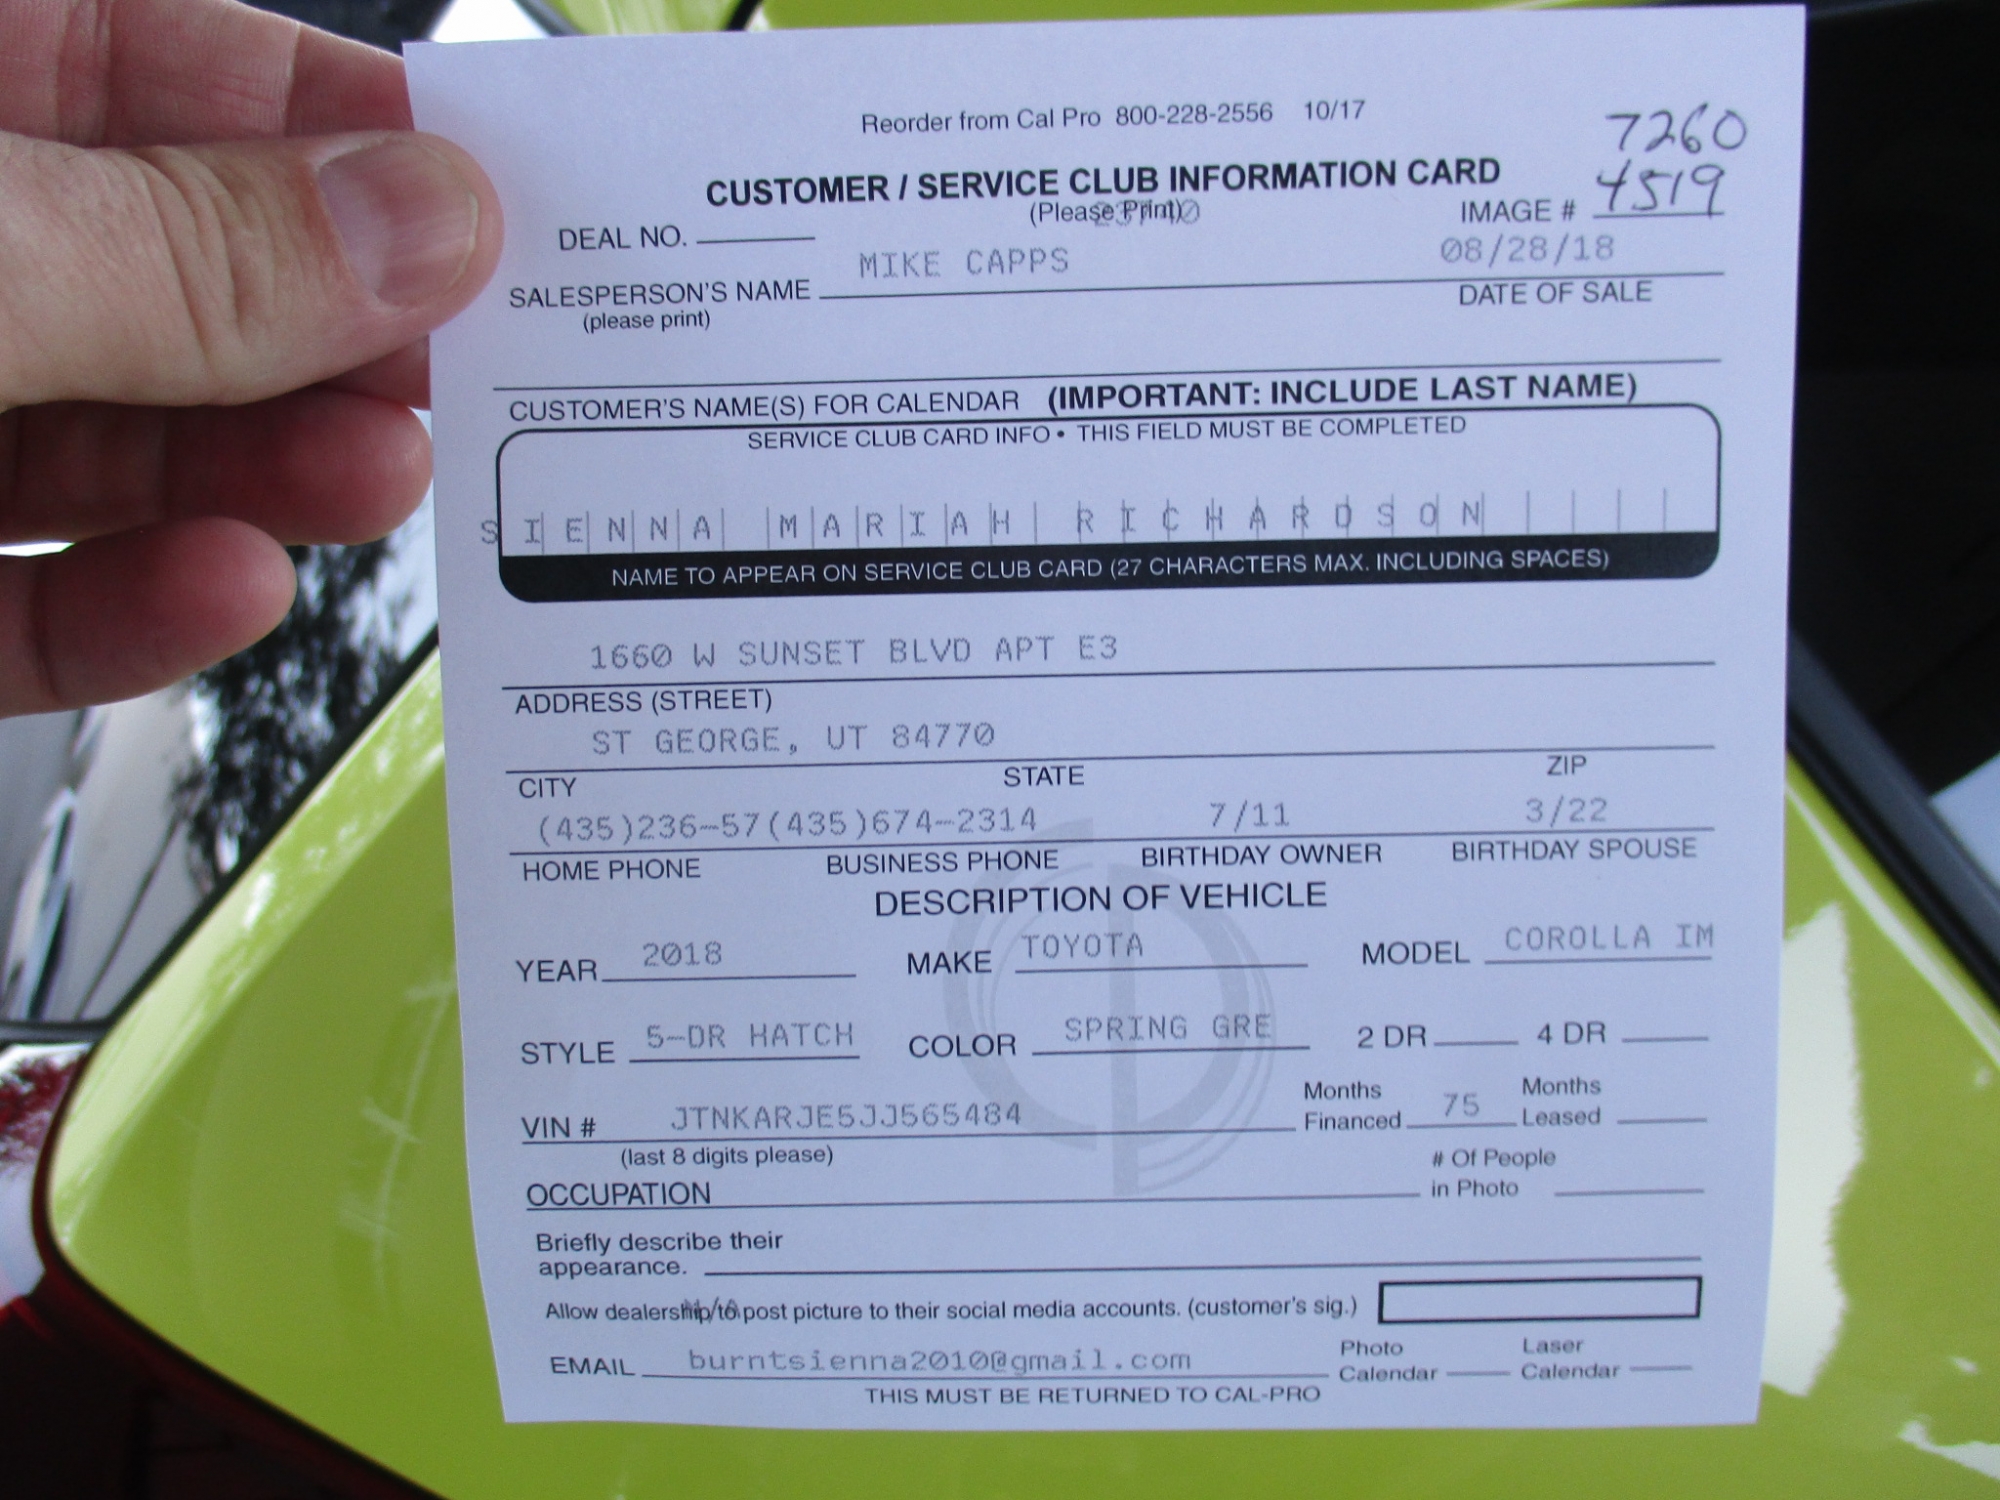 Reorder from Cal Pro 800-228-2556 10/17
7260
CUSTOMER / SERVICE CLUB INFORMATION CARD
(Please Print)
IMAGE # 4519
DEAL NO.
MIKE CAPPS 08/28/18
SALESPERSON'S NAME DATE OF SALE
(please print)
CUSTOMER'S NAME(S) FOR CALENDAR (IMPORTANT: INCLUDE LAST NAME)
SERVICE CLUB CARD INFO • THIS FIELD MUST BE COMPLETED
SIENNA MARIAH RICHARDSON
NAME TO APPEAR ON SERVICE CLUB CARD (27 CHARACTERS MAX. INCLUDING SPACES)
1660 W SUNSET BLVD APT E3
ADDRESS (STREET)
ST GEORGE, UT 84770
CITY STATE ZIP
(435)236-57(435)674-2314 7/11 3/22
HOME PHONE BUSINESS PHONE BIRTHDAY OWNER BIRTHDAY SPOUSE
DESCRIPTION OF VEHICLE
YEAR 2018 MAKE TOYOTA MODEL COROLLA IM
STYLE 5-DR HATCH COLOR SPRING GRE 2 DR 4 DR
VIN # JTNKARJE5JJ565484 Months Financed 75 Months Leased
(last 8 digits please)
OCCUPATION # Of People in Photo
Briefly describe their
appearance.
Allow dealership to post picture to their social media accounts. (customer's sig.)
EMAIL burntsienna2010@gmail.com Photo Calendar Laser Calendar
THIS MUST BE RETURNED TO CAL-PRO